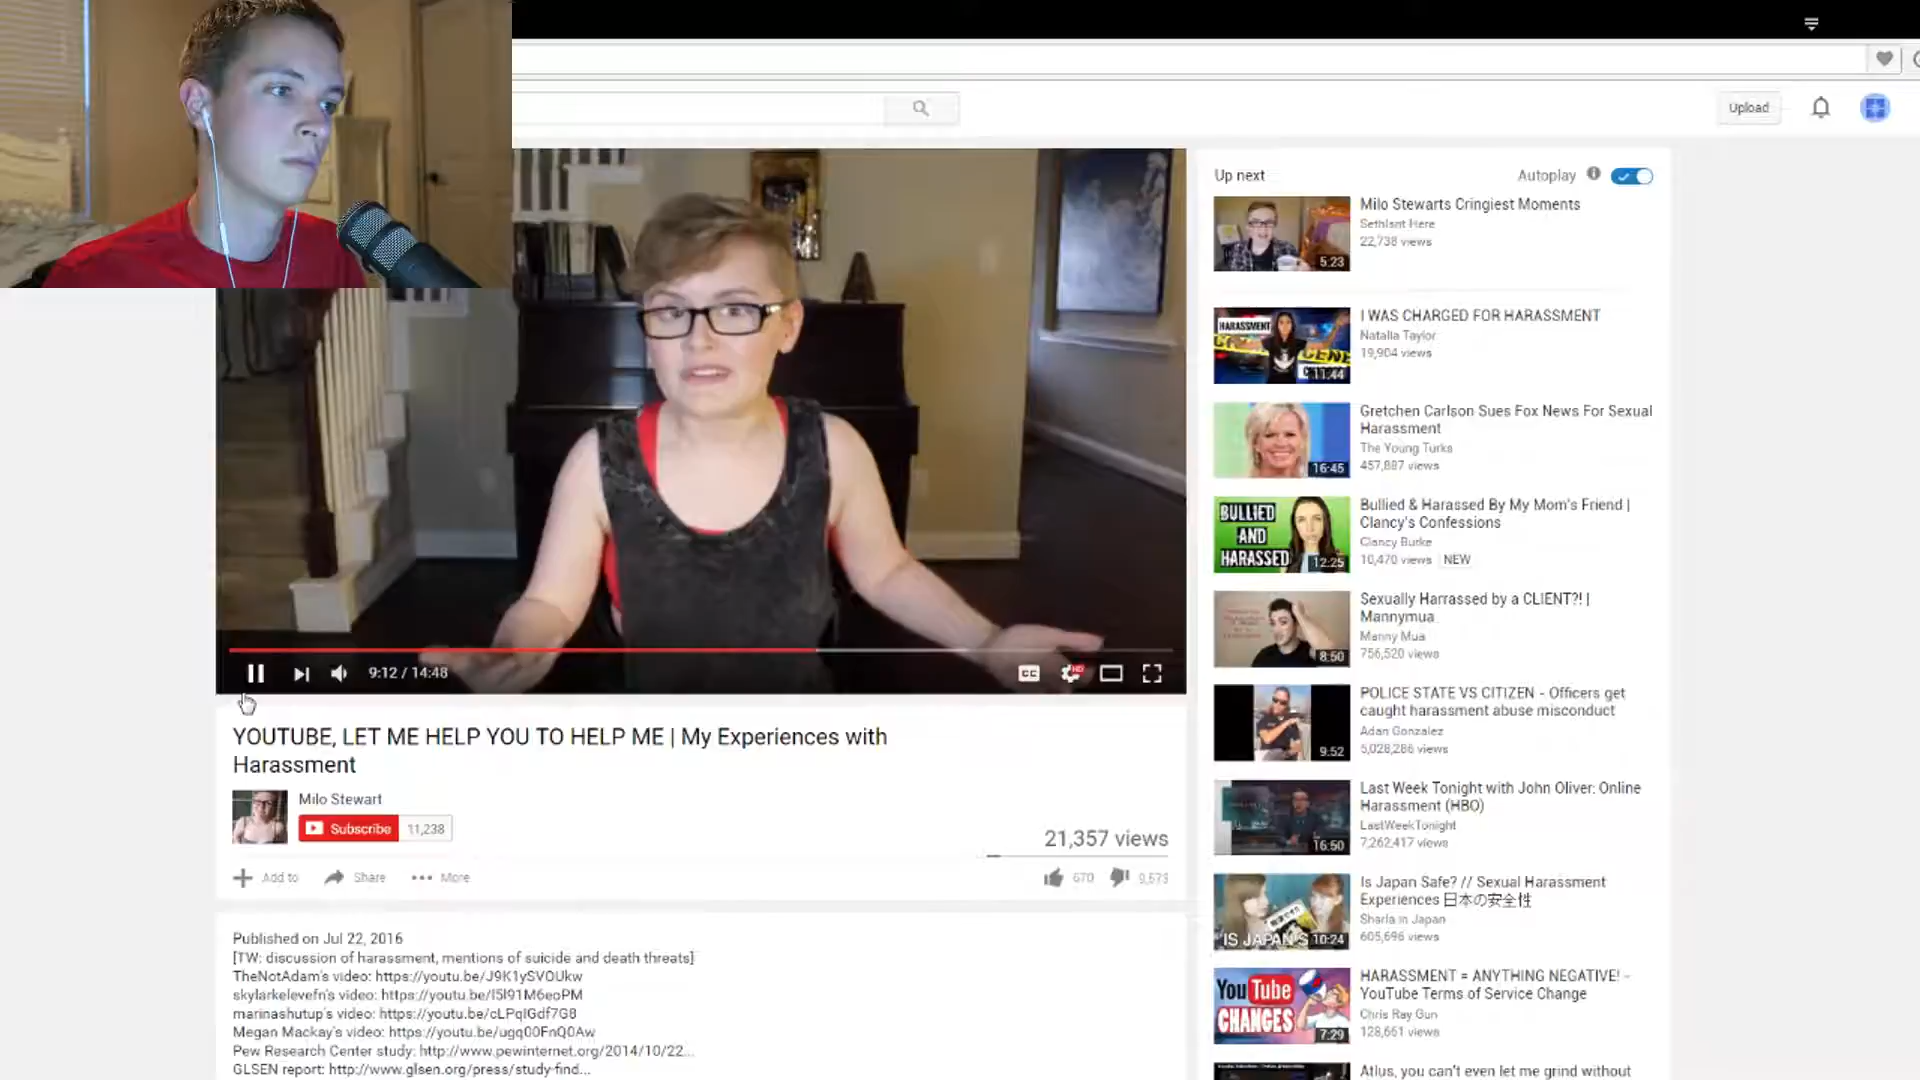 Upload
Up next
Autoplay
Milo Stewarts Cringiest Moments
SethIsnt Here
22,738 views
5:23
I WAS CHARGED FOR HARASSMENT
Natalia Taylor
19,904 views
HARASSMENT
11:44
Gretchen Carlson Sues Fox News For Sexual
Harassment
The Young Turks
457,887 views
16:45
Bullied & Harassed By My Mom's Friend |
Clancy's Confessions
Clancy Burke
10,470 views NEW
BULLIED
AND
HARASSED
12:25
Sexually Harrassed by a CLIENT?! |
Mannymua
Manny Mua
756,520 views
8:50
POLICE STATE VS CITIZEN - Officers get
caught harassment abuse misconduct
Adan Gonzalez
5,028,286 views
9:52
Last Week Tonight with John Oliver: Online
Harassment (HBO)
LastWeekTonight
7,262,417 views
16:50
Is Japan Safe? // Sexual Harassment
Experiences 日本の安全性
Sharla in Japan
605,696 views
IS JAPAN'S
10:24
HARASSMENT = ANYTHING NEGATIVE! -
YouTube Terms of Service Change
Chris Ray Gun
128,661 views
YouTube
CHANGES
7:29
Atlus, you can't even let me grind without
9:12 / 14:48
CC
HD
YOUTUBE, LET ME HELP YOU TO HELP ME | My Experiences with
Harassment
Milo Stewart
Subscribe 11,238
21,357 views
Add to Share More
670 9,573
Published on Jul 22, 2016
[TW: discussion of harassment, mentions of suicide and death threats]
TheNotAdam's video: https://youtu.be/J9K1ySVOUkw
skylarkeleven's video: https://youtu.be/I5I91M6eoPM
marinashutup's video: https://youtu.be/cLPqIGdf7G8
Megan Mackay's video: https://youtu.be/ugq00FnQ0Aw
Pew Research Center study: http://www.pewinternet.org/2014/10/22...
GLSEN report: http://www.glsen.org/press/study-find...